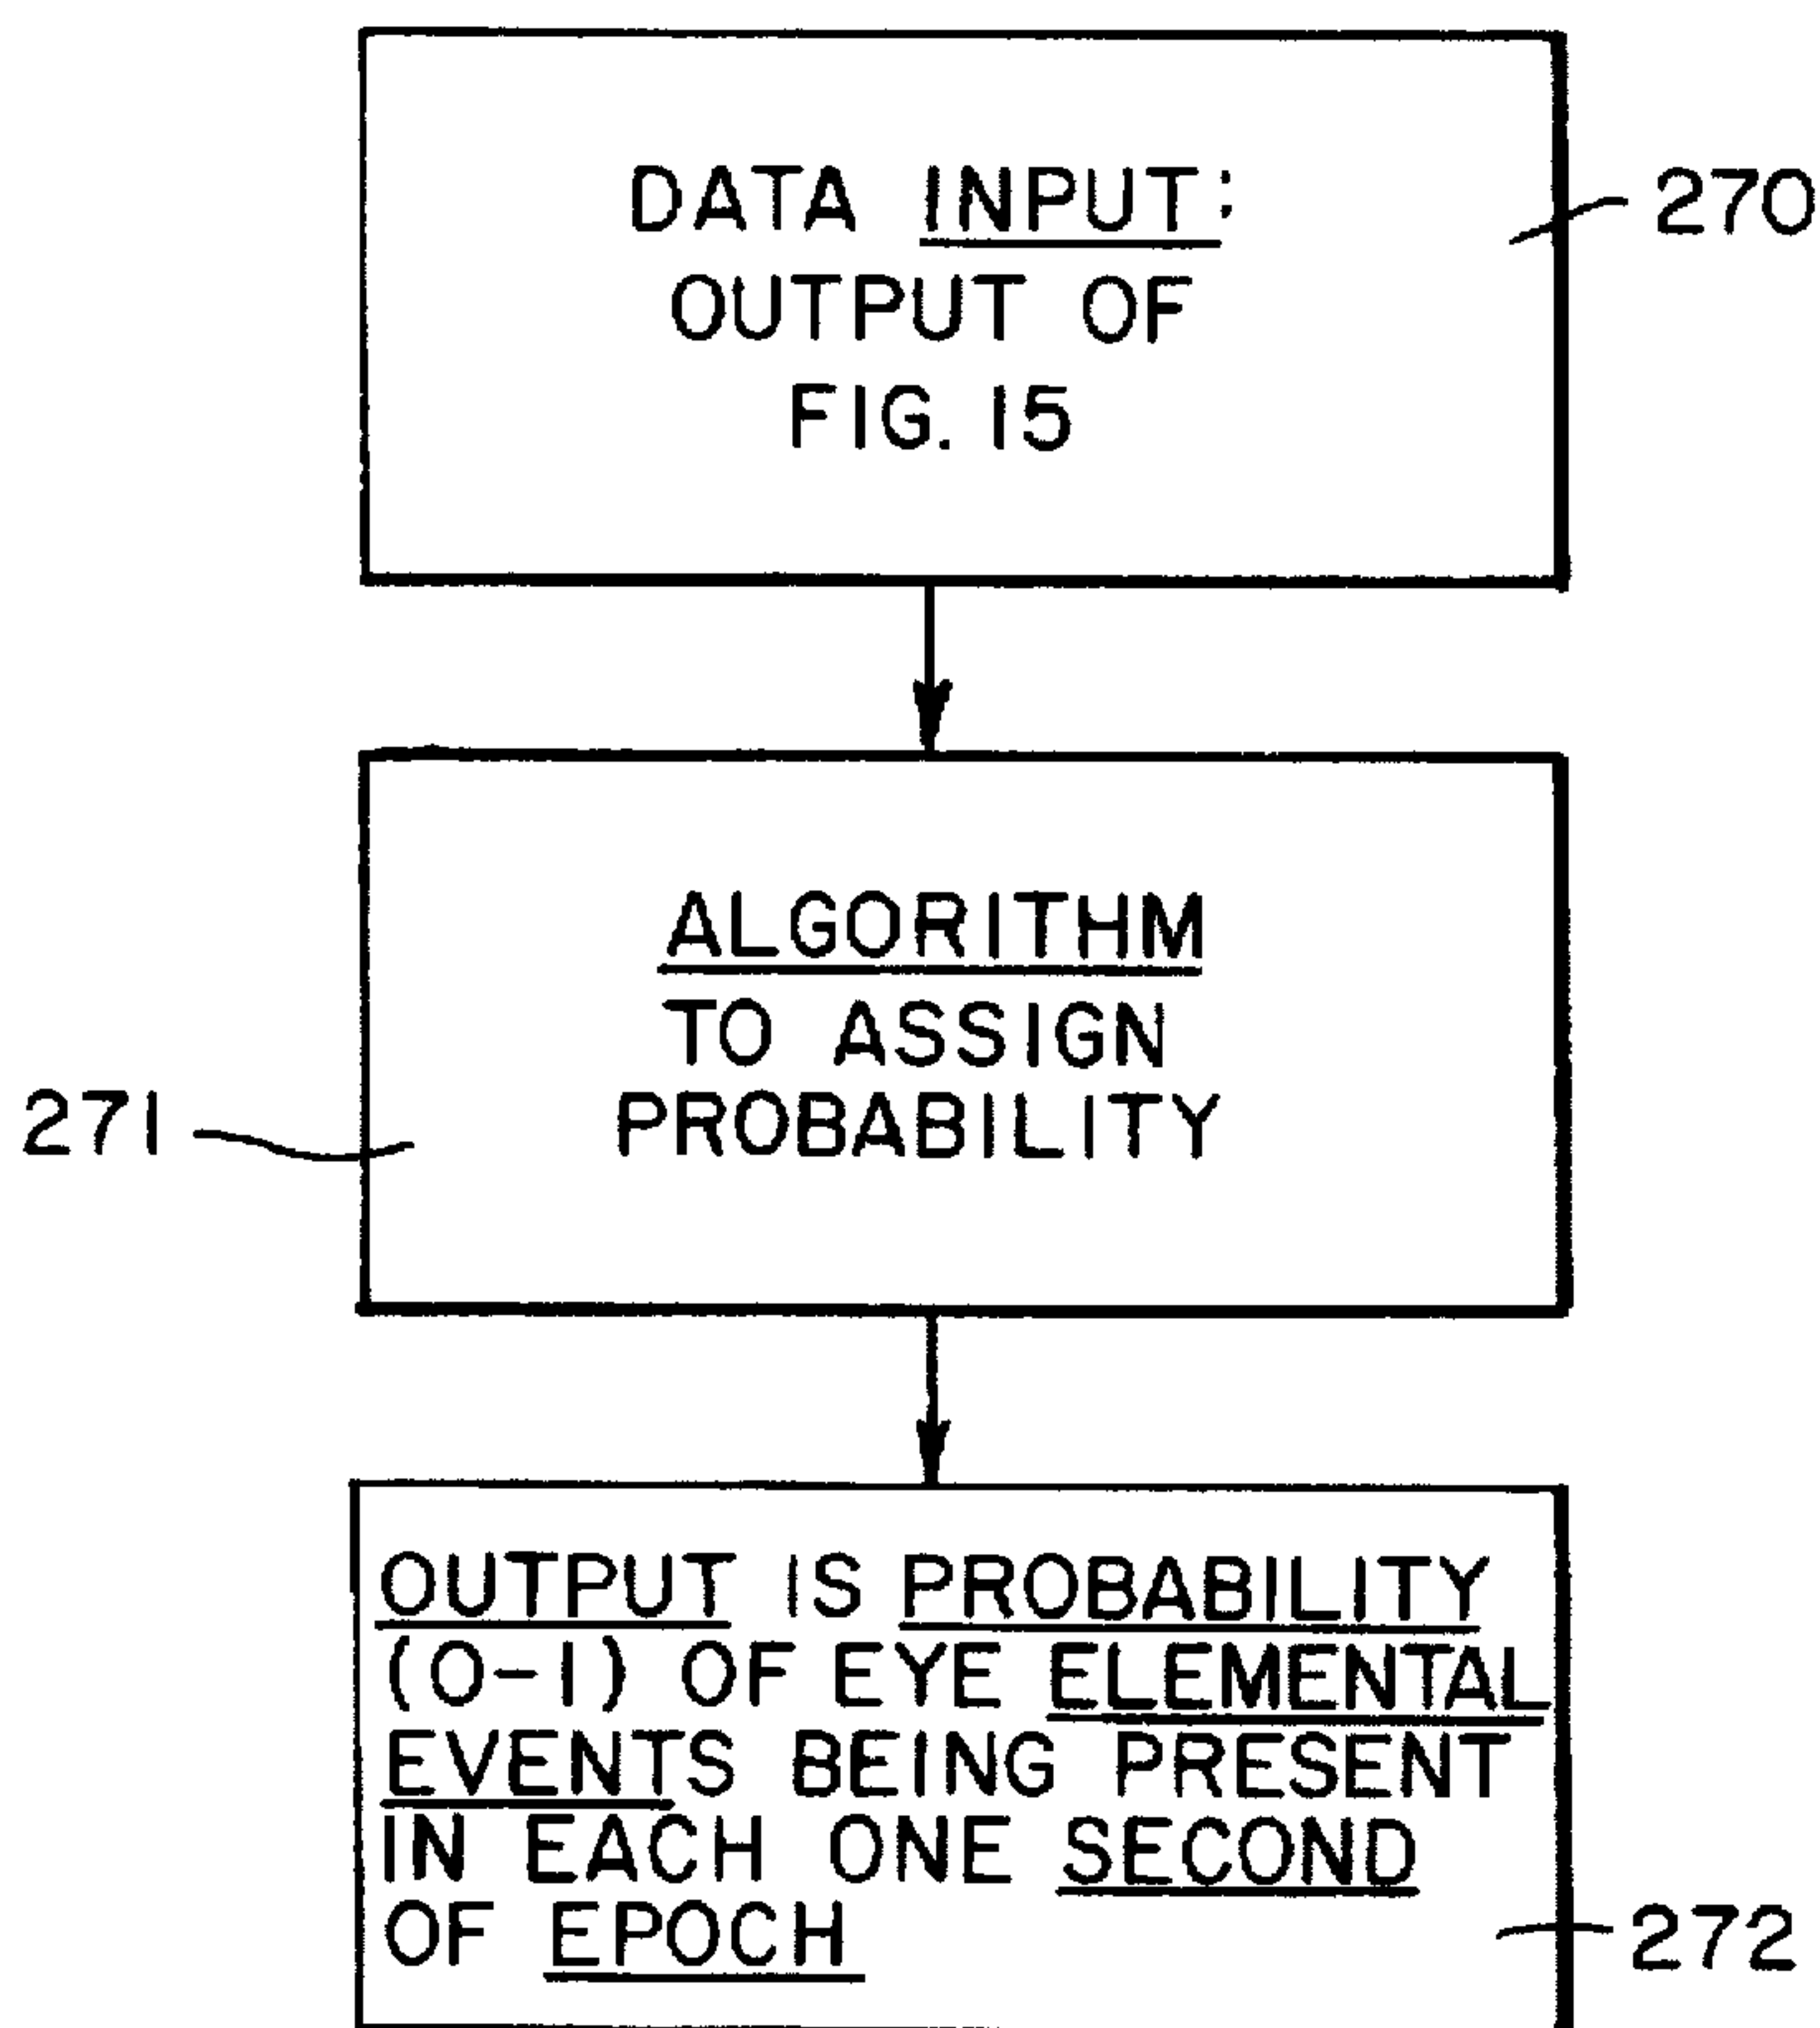 DATA INPUT:
OUTPUT OF
FIG. 15
270
ALGORITHM
TO ASSIGN
PROBABILITY
271
OUTPUT IS PROBABILITY
(0-1) OF EYE ELEMENTAL
EVENTS BEING PRESENT
IN EACH ONE SECOND
OF EPOCH
272